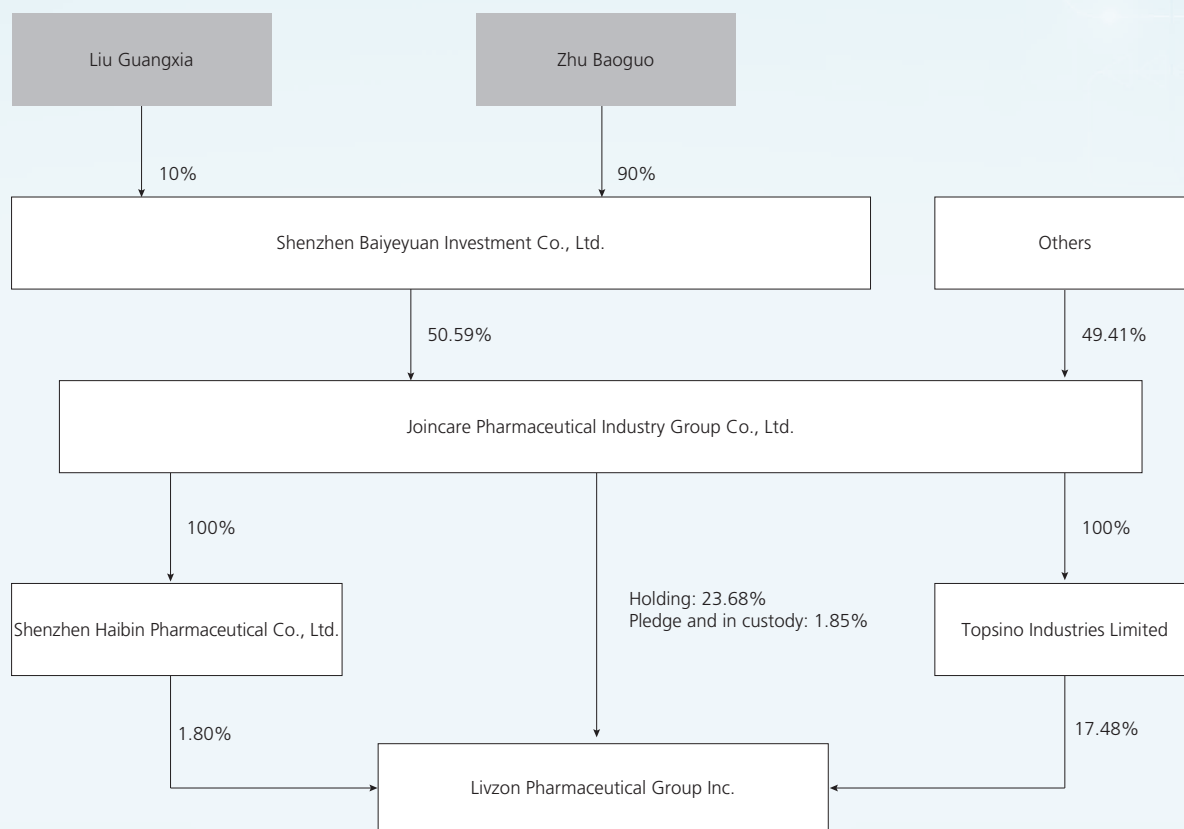 Liu Guangxia
Zhu Baoguo
10%
90%
Shenzhen Baiyeyuan Investment Co., Ltd.
Others
50.59%
49.41%
Joincare Pharmaceutical Industry Group Co., Ltd.
100%
100%
Holding: 23.68%
Pledge and in custody: 1.85%
Shenzhen Haibin Pharmaceutical Co., Ltd.
Topsino Industries Limited
1.80%
17.48%
Livzon Pharmaceutical Group Inc.